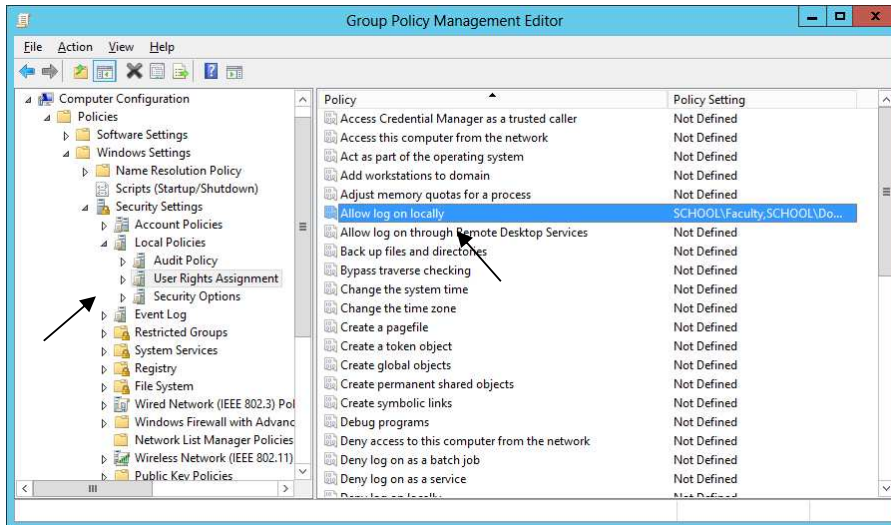 Group Policy Management Editor
File Action View Help
Computer Configuration
Policies
Software Settings
Windows Settings
Name Resolution Policy
Scripts (Startup/Shutdown)
Security Settings
Account Policies
Local Policies
Audit Policy
User Rights Assignment
Security Options
Event Log
Restricted Groups
System Services
Registry
File System
Wired Network (IEEE 802.3) Pol
Windows Firewall with Advanc
Network List Manager Policies
Wireless Network (IEEE 802.11)
Public Key Policies
Policy Policy Setting
Access Credential Manager as a trusted caller Not Defined
Access this computer from the network Not Defined
Act as part of the operating system Not Defined
Add workstations to domain Not Defined
Adjust memory quotas for a process Not Defined
Allow log on locally SCHOOL\Faculty,SCHOOL\Do...
Allow log on through Remote Desktop Services Not Defined
Back up files and directories Not Defined
Bypass traverse checking Not Defined
Change the system time Not Defined
Change the time zone Not Defined
Create a pagefile Not Defined
Create a token object Not Defined
Create global objects Not Defined
Create permanent shared objects Not Defined
Create symbolic links Not Defined
Debug programs Not Defined
Deny access to this computer from the network Not Defined
Deny log on as a batch job Not Defined
Deny log on as a service Not Defined
Deny log on locally Not Defined